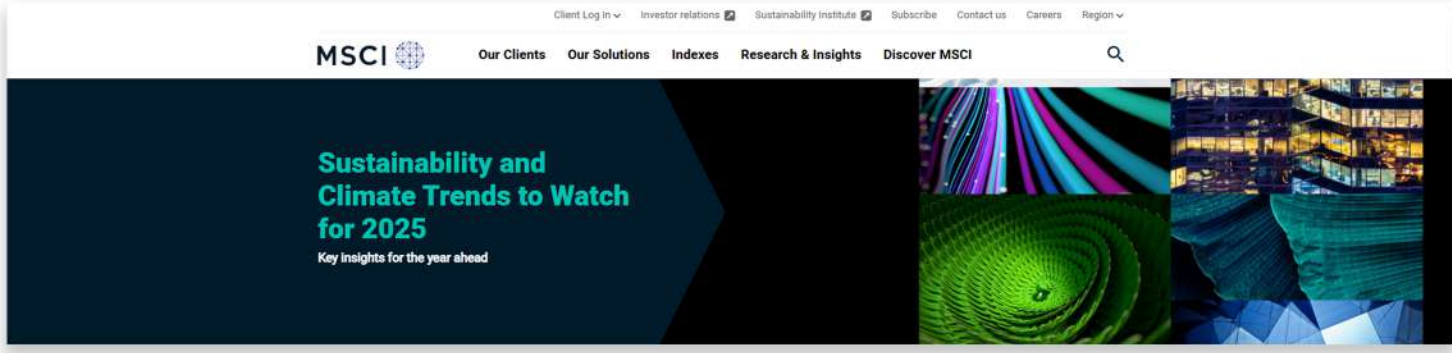 Client Log In Investor relations Sustainability Institute Subscribe Contact us Careers Region
MSCI Our Clients Our Solutions Indexes Research & Insights Discover MSCI
Sustainability and
Climate Trends to Watch
for 2025
Key insights for the year ahead